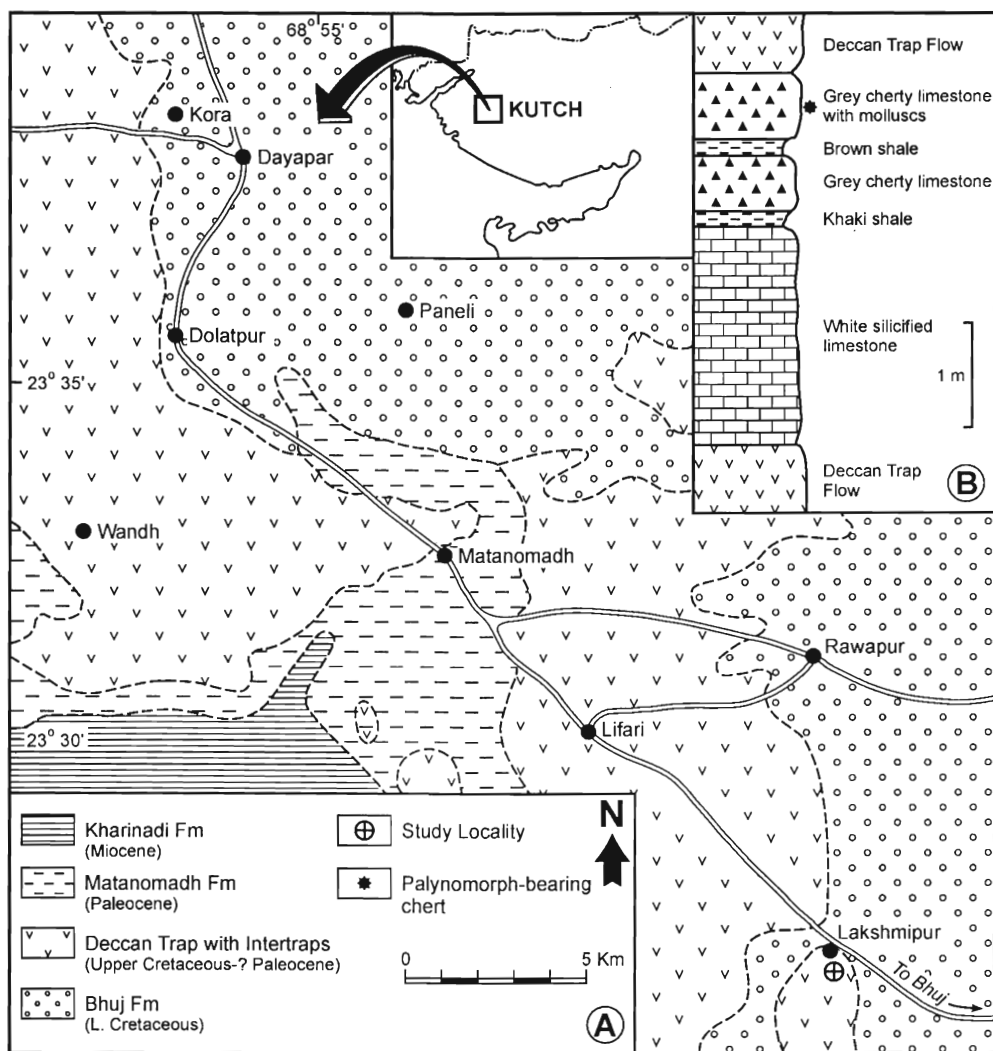 68° 55'
KUTCH
Kora
Dayapar
Paneli
Dolatpur
23° 35'
Wandh
Matanomadh
Rawapur
23° 30'
Lifari
Lakshmipur
To Bhuj
Deccan Trap Flow
Grey cherty limestone
with molluscs
Brown shale
Grey cherty limestone
Khaki shale
White silicified
limestone
1 m
Deccan Trap
Flow
B
Kharinadi Fm
(Miocene)
Matanomadh Fm
(Paleocene)
Deccan Trap with Intertraps
(Upper Cretaceous-? Paleocene)
Bhuj Fm
(L. Cretaceous)
Study Locality
Palynomorph-bearing
chert
0 5 Km
N
A